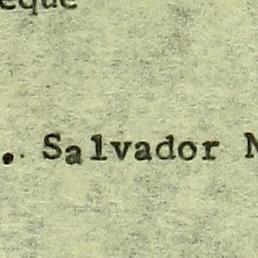 eque
. Salvador N